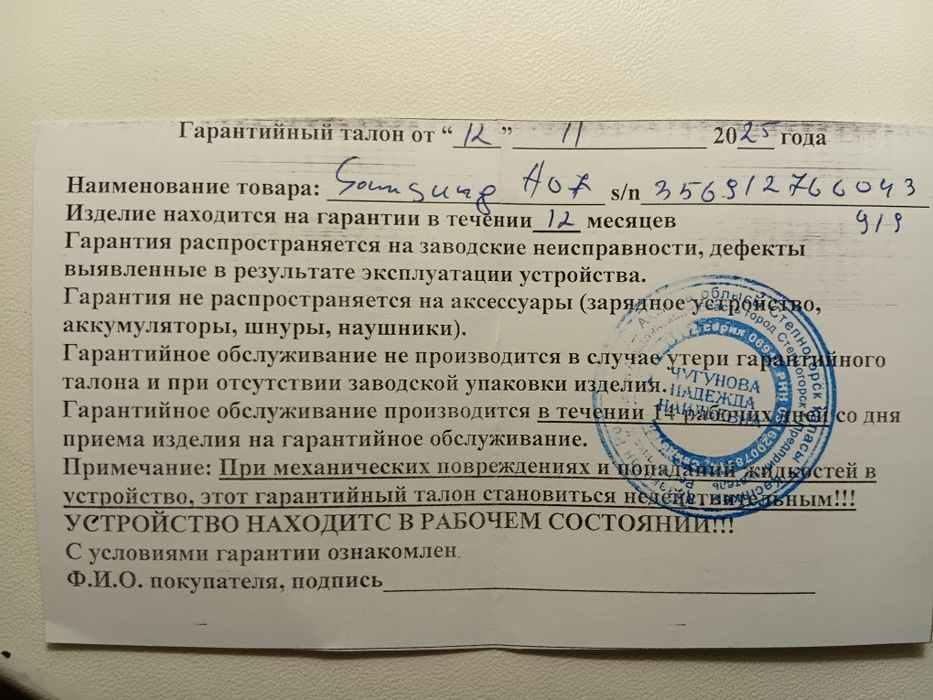 Гарантийный талон от “ 12 ” 11 2025 года
Наименование товара: Samsung A07 s/n 356912766043
919
Изделие находится на гарантии в течении 12 месяцев
Гарантия распространяется на заводские неисправности, дефекты
выявленные в результате эксплуатации устройства.
Гарантия не распространяется на аксессуары (зарядное устройство,
аккумуляторы, шнуры, наушники).
Гарантийное обслуживание не производится в случае утери гарантийного
талона и при отсутствии заводской упаковки изделия.
Гарантийное обслуживание производится в течении 14 рабочих дней со дня
приема изделия на гарантийное обслуживание.
Примечание: При механических повреждениях и попаданий жидкостей в
устройство, этот гарантийный талон становиться недействительным!!!
УСТРОЙСТВО НАХОДИТС В РАБОЧЕМ СОСТОЯНИИ!!!
С условиями гарантии ознакомлен.
Ф.И.О. покупателя, подпись
ЧУГУНОВА
НАДЕЖДА